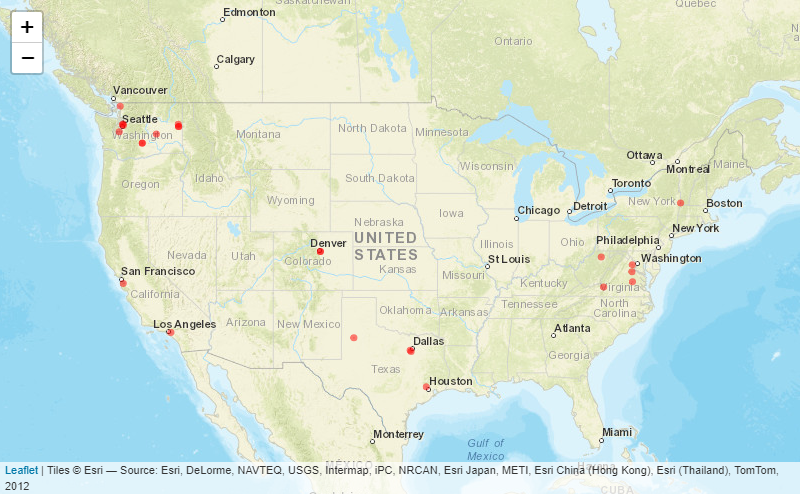 +
−
Edmonton
Saskatchewan
Quebec
Ontario
Calgary
Vancouver
Seattle
Washington
Montana
North Dakota
Minnesota
Ottawa
Montreal
Maine
Oregon
Idaho
South Dakota
Wisconsin
Toronto
Wyoming
Iowa
Chicago
Detroit
New York
Boston
Nebraska
UNITED
STATES
New York
Denver
Colorado
Utah
Nevada
Kansas
Illinois
Ohio
Philadelphia
San Francisco
California
St Louis
Missouri
Washington
Kentucky
Virginia
Los Angeles
Arizona
New Mexico
Oklahoma
Arkansas
Tennessee
North
Carolina
Atlanta
Georgia
Dallas
Texas
Houston
Monterrey
Gulf of
Mexico
Miami
MÉXICO
Havana
CUBA
Leaflet | Tiles © Esri — Source: Esri, DeLorme, NAVTEQ, USGS, Intermap, iPC, NRCAN, Esri Japan, METI, Esri China (Hong Kong), Esri (Thailand), TomTom,
2012